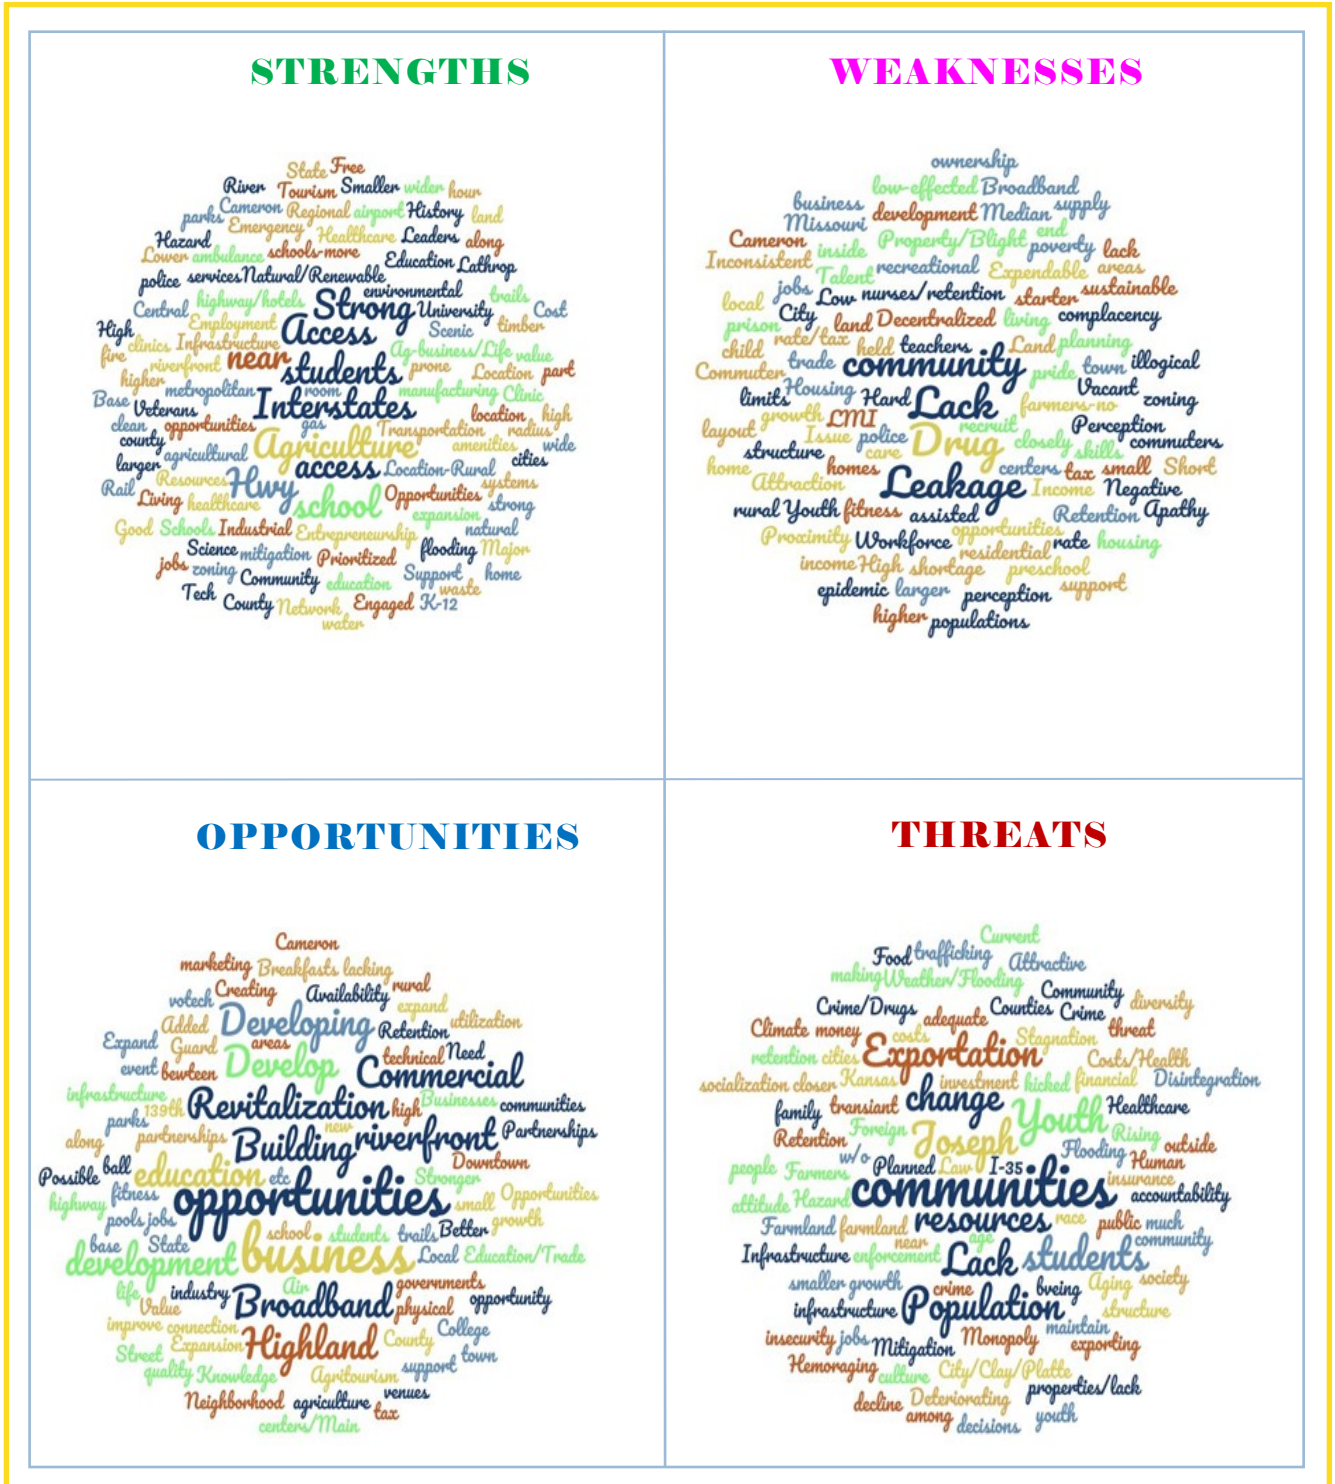 STRENGTHS
State Free
River Tourism Smaller wider hour
parks Cameron Regional airport History land
Emergency
Hazard Healthcare Leaders along
Lower ambulance schools-more Education Lathrop
police services Natural/Renewable
highway/hotels environmental trails
Central Strong University Cost
High Employment Access Scenic timber
fire clinics Infrastructure near Ag-business/Life value
riverfront students prone Location part
higher metropolitan room manufacturing Clinic
Base Veterans Interstates location high
clean opportunities gas Transportation radius
county agricultural Agriculture amenities wide
larger access Location-Rural cities
Rail Resources Hwy Opportunities systems
Living healthcare school expansion strong
Good Schools Industrial Entrepreneurship natural
Science mitigation Prioritized flooding Major
jobs zoning Community education Support home
Tech waste
County Network Engaged K-12
water
WEAKNESSES
ownership
low-effected Broadband
business development Median supply
Missouri
Cameron inside Property/Blight end poverty lack
Inconsistent Talent recreational Expendable areas
jobs Low nurses/retention starter sustainable
local City land Decentralized living complacency
prison rate/tax held teachers Land planning
child trade community pride town illogical
Commuter Housing Hard Lack Vacant
limits farmers-no zoning
growth LMI recruit Perception
layout Issue police Drug closely skills commuters
structure care
home homes centers tax small Short
Attraction Leakage Income Negative
rural Youth fitness assisted Retention Apathy
Proximity Workforce opportunities rate housing
residential
income High shortage preschool
epidemic larger perception support
higher populations
OPPORTUNITIES
Cameron
marketing Breakfasts lacking
votech Creating Availability rural
expand
Added Developing Retention utilization
Expand Guard areas technical Need
event bewteen Develop Commercial
infrastructure 139th Revitalization high Businesses communities
parks new
along partnerships Building riverfront Partnerships
Downtown
Possible ball education etc Stronger
highway fitness opportunities small Opportunities
pools jobs school students trails Better growth
base State business Local Education/Trade
development
life industry Air governments
Value Broadband physical opportunity
improve connection College
Street Expansion Highland County town
quality Knowledge Agritourism support
Neighborhood agriculture venues
tax
centers/Main
THREATS
Current
Food trafficking Attractive
making Weather/Flooding
Crime/Drugs Counties Community diversity
Crime
Climate money adequate Stagnation threat
costs
retention cities Exportation Costs/Health
socialization closer Kansas investment kicked financial Disintegration
family transiant change Youth Healthcare
Retention Foreign Joseph Rising outside
w/o Planned Law I-35 Flooding Human
people Farmers insurance
attitude Hazard communities accountability
Farmland farmland resources race public much
near age community
Infrastructure enforcement Lack students
smaller growth crime bveing Aging society
infrastructure Population structure
insecurity jobs Monopoly maintain
Mitigation exporting
Hemoraging culture City/Clay/Platte
decline Deteriorating properties/lack
among decisions youth